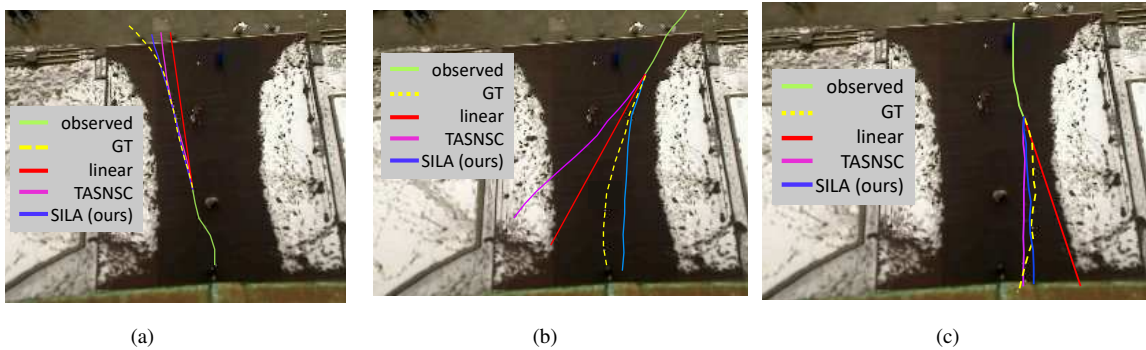 observed
GT
linear
TASNSC
SILA (ours)
observed
GT
linear
TASNSC
SILA (ours)
observed
GT
linear
TASNSC
SILA (ours)
(a)
(b)
(c)